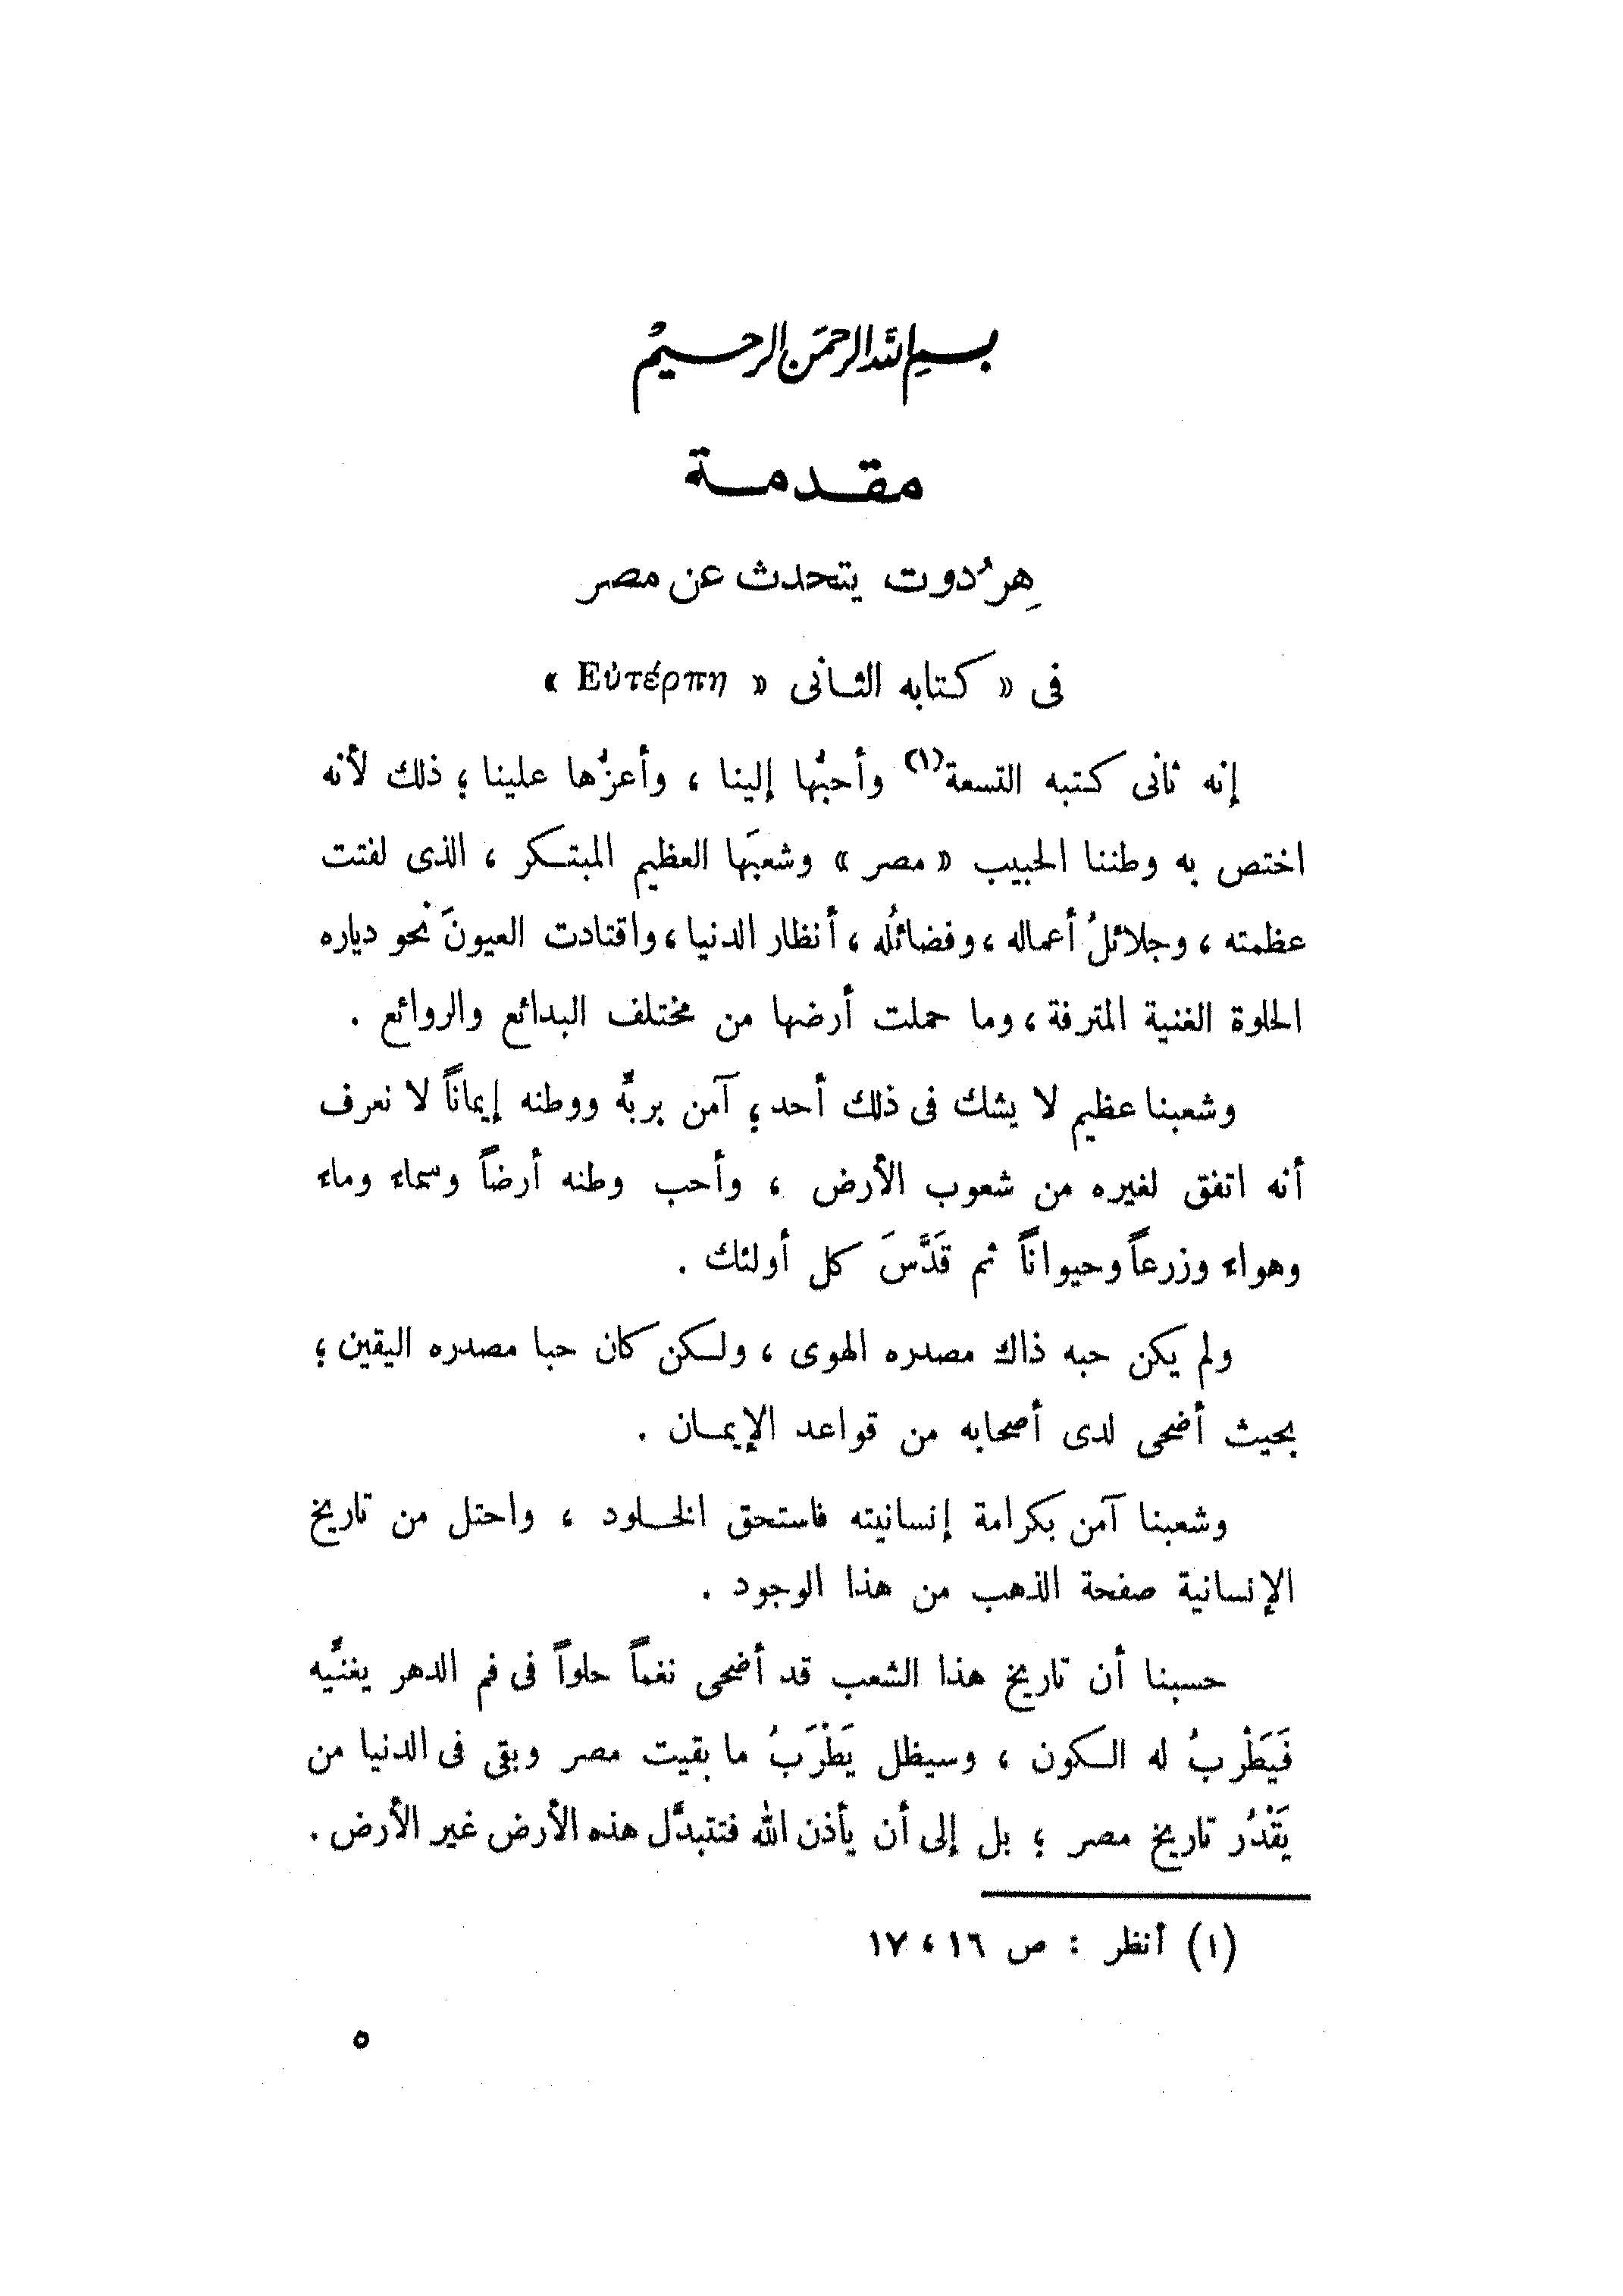 بسم الله الرحمن الرحيم
مقدمة
هِرُدوت يتحدث عن مصر
فى « كتابه الثانى « Εὐτέρπη »
إنه ثانى كتبه التسعة(١) وأحبُّها إلينا ، وأعزُّها علينا ؛ ذلك لأنه
اختص به وطننا الحبيب « مصر » وشعبَها العظيم المبتكر ، الذى لفتت
عظمته ، وجلائلُ أعماله ، وفضائلُه ، أنظار الدنيا ، واقتادت العيونَ نحو دياره
الحلوة الغنية المترفة ، وما حملت أرضها من مختلف البدائع والروائع .
وشعبنا عظيم لا يشك فى ذلك أحد ؛ آمن بربِّه ووطنه إيماناً لا نعرف
أنه اتفق لغيره من شعوب الأرض ، وأحب وطنه أرضاً وسماء وماء
وهواء وزرعاً وحيواناً ثم قَدَّسَ كل أولئك .
ولم يكن حبه ذاك مصدره الهوى ، ولكن كان حبا مصدره اليقين ؛
بحيث أضحى لدى أصحابه من قواعد الإيمان .
وشعبنا آمن بكرامة إنسانيته فاستحق الخلود ، واحتل من تاريخ
الإنسانية صفحة الذهب من هذا الوجود .
حسبنا أن تاريخ هذا الشعب قد أضحى نغماً حلواً فى فم الدهر يغنِّيه
فَيَطْرَبُ له الكون ، وسيظل يَطْرَبُ ما بقيت مصر وبقى فى الدنيا من
يَقْدُر تاريخ مصر ؛ بل إلى أن يأذن الله فتتبدَّل هذه الأرض غير الأرض .
(١) أنظر : ص ١٦ ، ١٧
٥